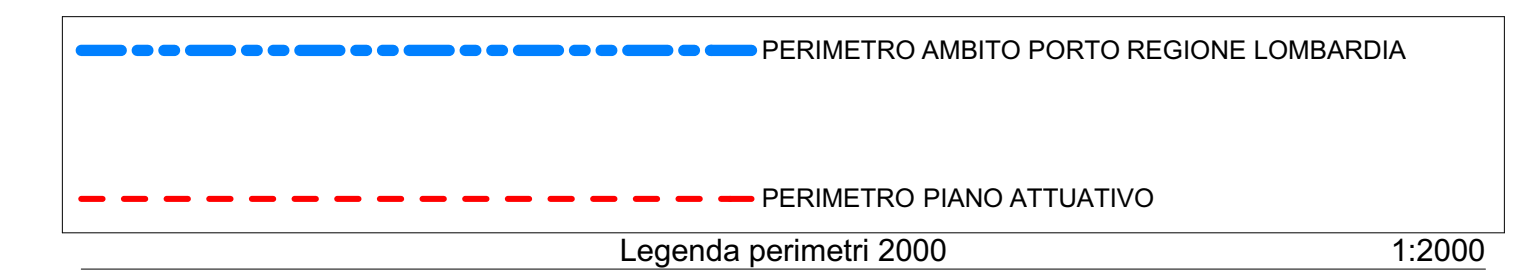 PERIMETRO AMBITO PORTO REGIONE LOMBARDIA
PERIMETRO PIANO ATTUATIVO
Legenda perimetri 2000 1:2000